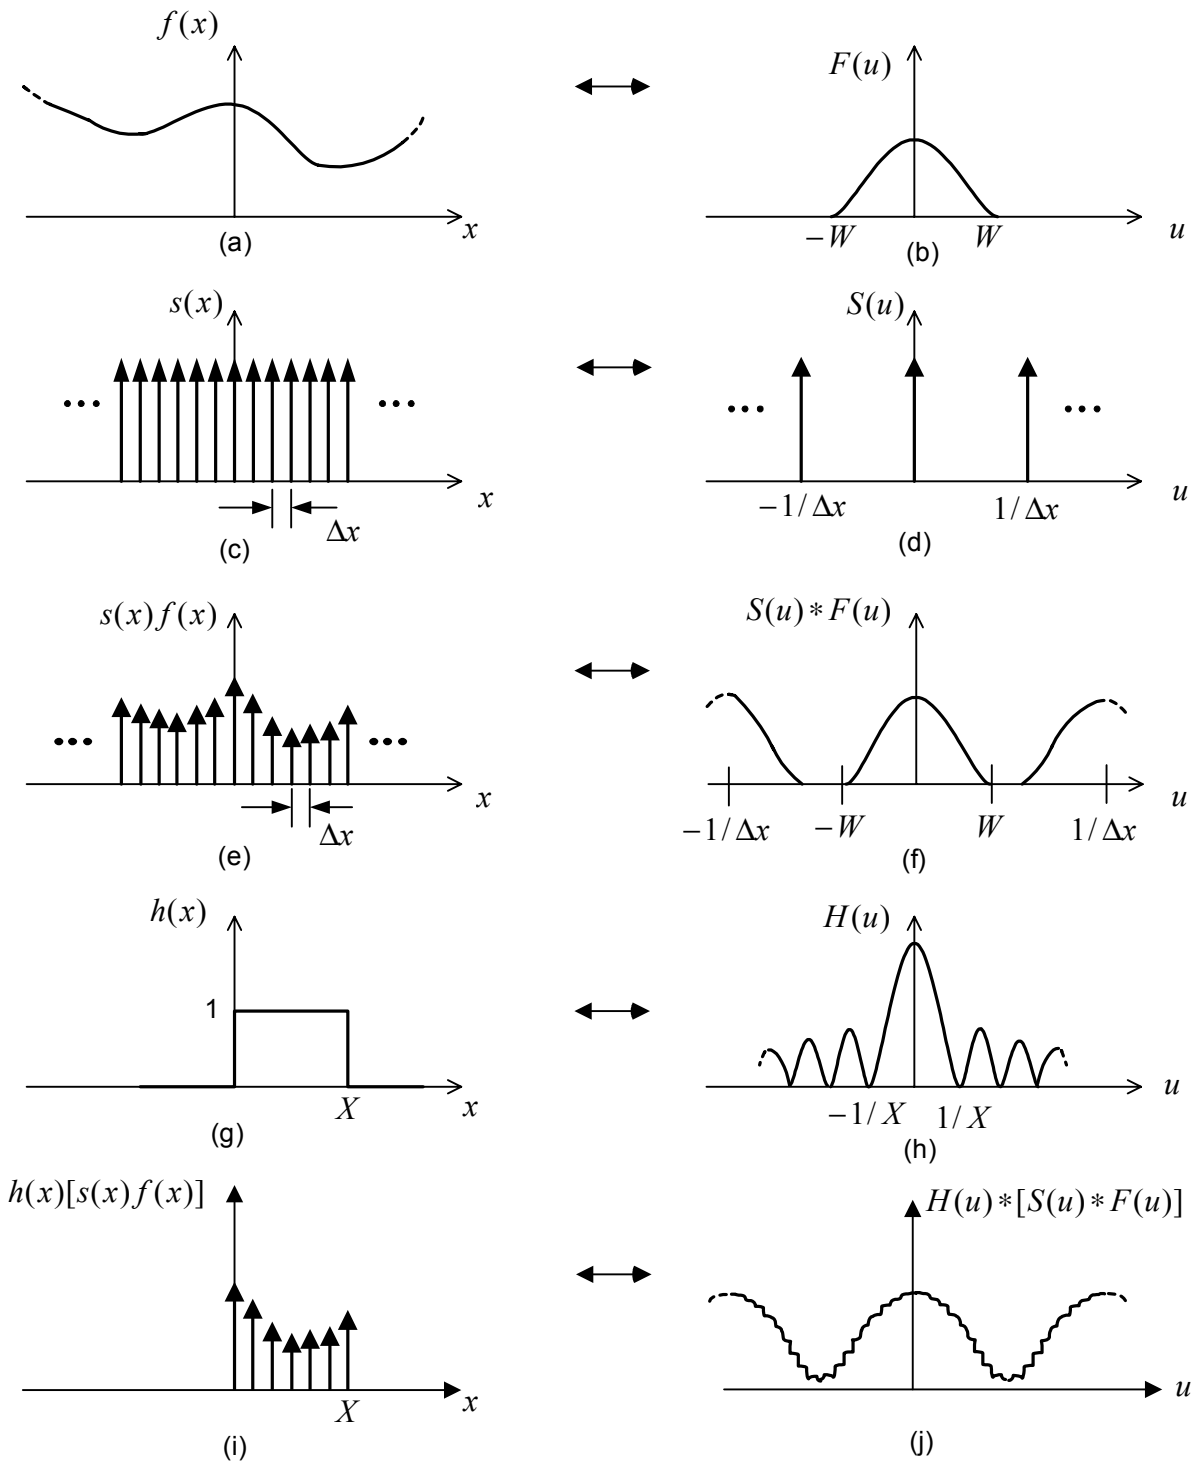 f(x)
F(u)
x
−W
W
u
(a)
(b)
s(x)
S(u)
...
...
...
...
x
u
Δx
−1/Δx
1/Δx
(c)
(d)
s(x)f(x)
S(u)∗F(u)
...
...
x
u
Δx
−1/Δx
−W
W
1/Δx
(e)
(f)
h(x)
H(u)
1
X
x
−1/X
1/X
u
(g)
(h)
h(x)[s(x)f(x)]
H(u)∗[S(u)∗F(u)]
X
x
u
(i)
(j)